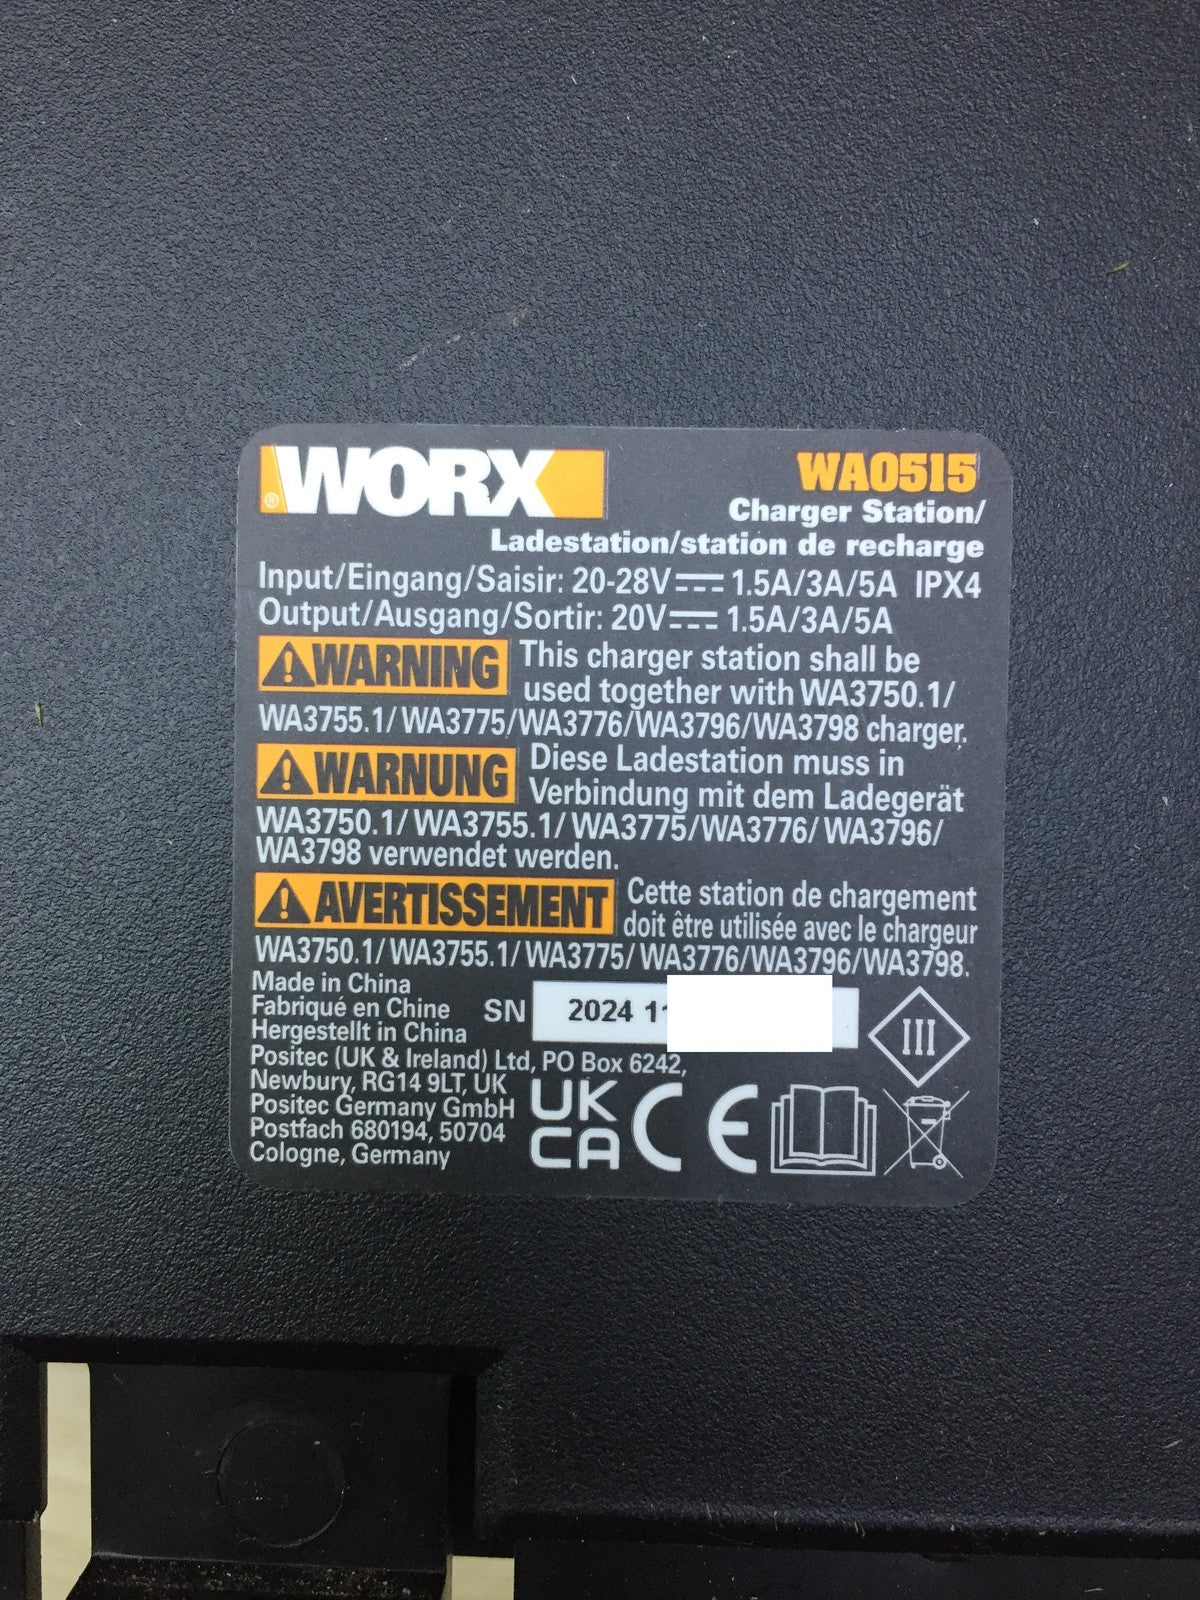 WORX
®
WA0515
Charger Station/
Ladestation/station de recharge
Input/Eingang/Saisir: 20-28V⎓1.5A/3A/5A IPX4
Output/Ausgang/Sortir: 20V⎓1.5A/3A/5A
WARNING This charger station shall be
used together with WA3750.1/
WA3755.1/ WA3775/WA3776/WA3796/WA3798 charger.
WARNUNG Diese Ladestation muss in
Verbindung mit dem Ladegerät
WA3750.1/ WA3755.1/ WA3775/WA3776/ WA3796/
WA3798 verwendet werden.
AVERTISSEMENT Cette station de chargement
doit être utilisée avec le chargeur
WA3750.1/ WA3755.1/ WA3775/ WA3776/WA3796/WA3798.
Made in China
Fabriqué en Chine
Hergestellt in China
SN 2024 11
III
Positec (UK & Ireland) Ltd, PO Box 6242,
Newbury, RG14 9LT, UK
Positec Germany GmbH
Postfach 680194, 50704
Cologne, Germany
UK
CA
CE